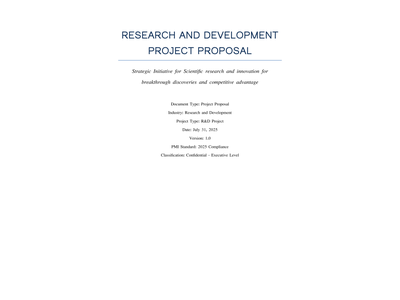 RESEARCH AND DEVELOPMENT
PROJECT PROPOSAL
Strategic Initiative for Scientific research and innovation for
breakthrough discoveries and competitive advantage
Document Type: Project Proposal
Industry: Research and Development
Project Type: R&D Project
Date: July 31, 2025
Version: 1.0
PMI Standard: 2025 Compliance
Classification: Confidential - Executive Level